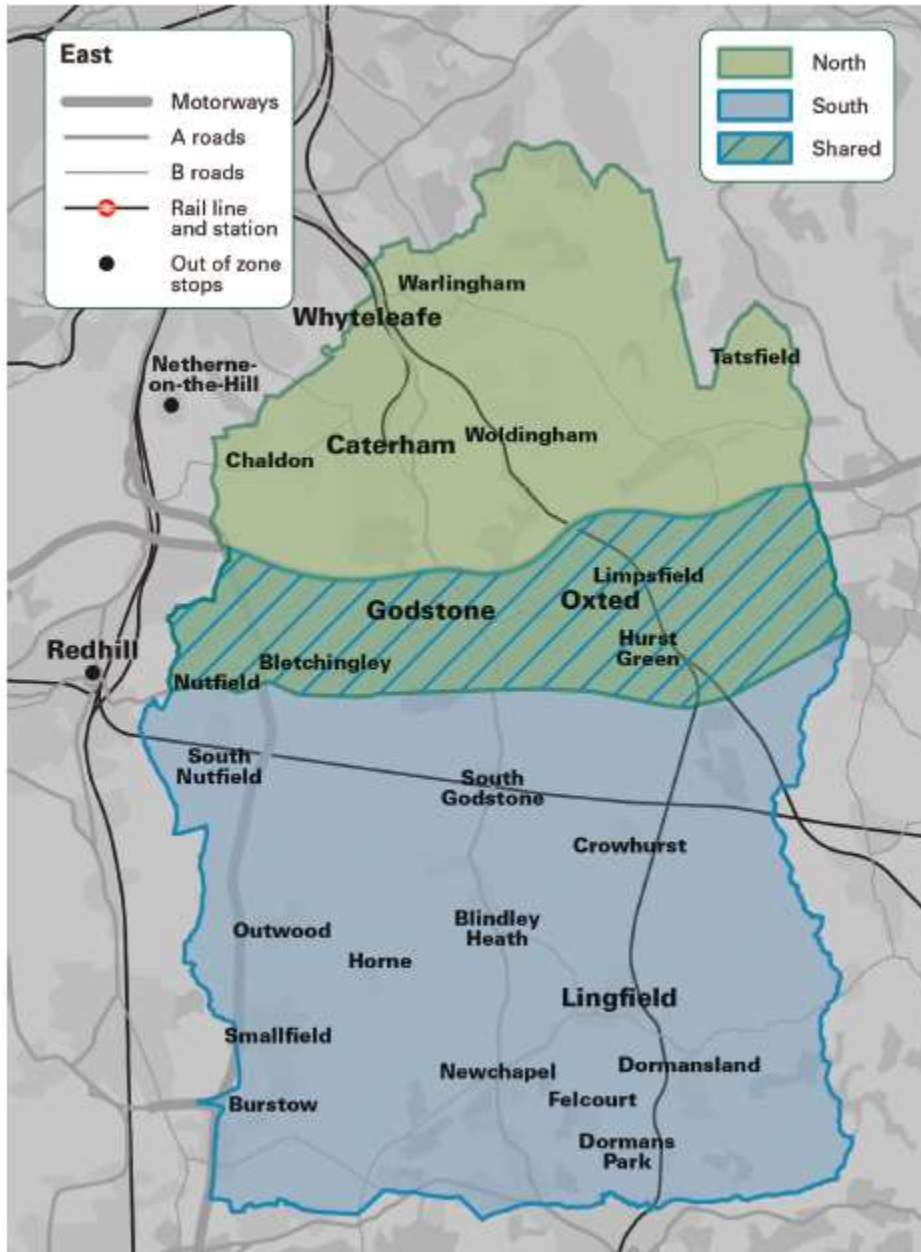 East
Motorways
A roads
B roads
Rail line
and station
Out of zone
stops
North
South
Shared
Warlingham
Whyteleafe
Netherne-
on-the-Hill
Tatsfield
Chaldon
Caterham
Woldingham
Limpsfield
Godstone
Oxted
Redhill
Bletchingley
Hurst
Green
Nutfield
South
Nutfield
South
Godstone
Crowhurst
Outwood
Blindley
Heath
Horne
Lingfield
Smallfield
Newchapel
Dormansland
Burstow
Felcourt
Dormans
Park